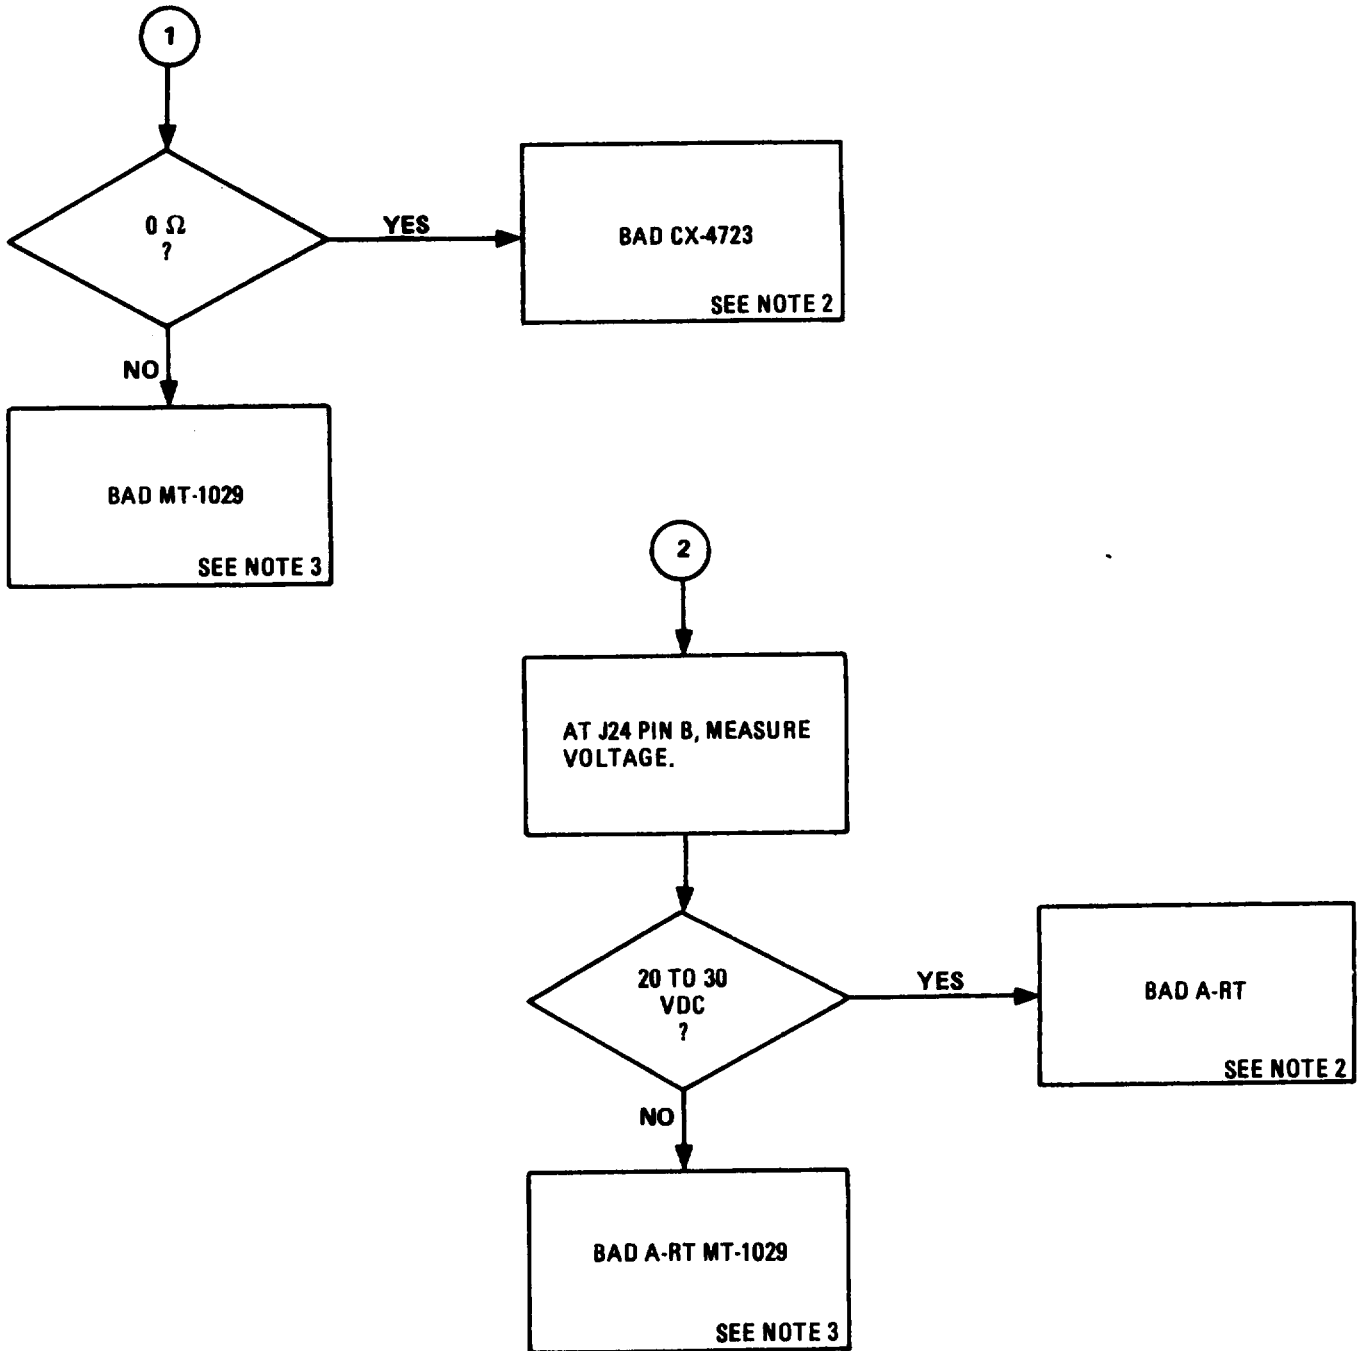 1
0 Ω
?
YES
BAD CX-4723
SEE NOTE 2
NO
BAD MT-1029
SEE NOTE 3
2
AT J24 PIN B, MEASURE
VOLTAGE.
20 TO 30
VDC
?
YES
BAD A-RT
SEE NOTE 2
NO
BAD A-RT MT-1029
SEE NOTE 3